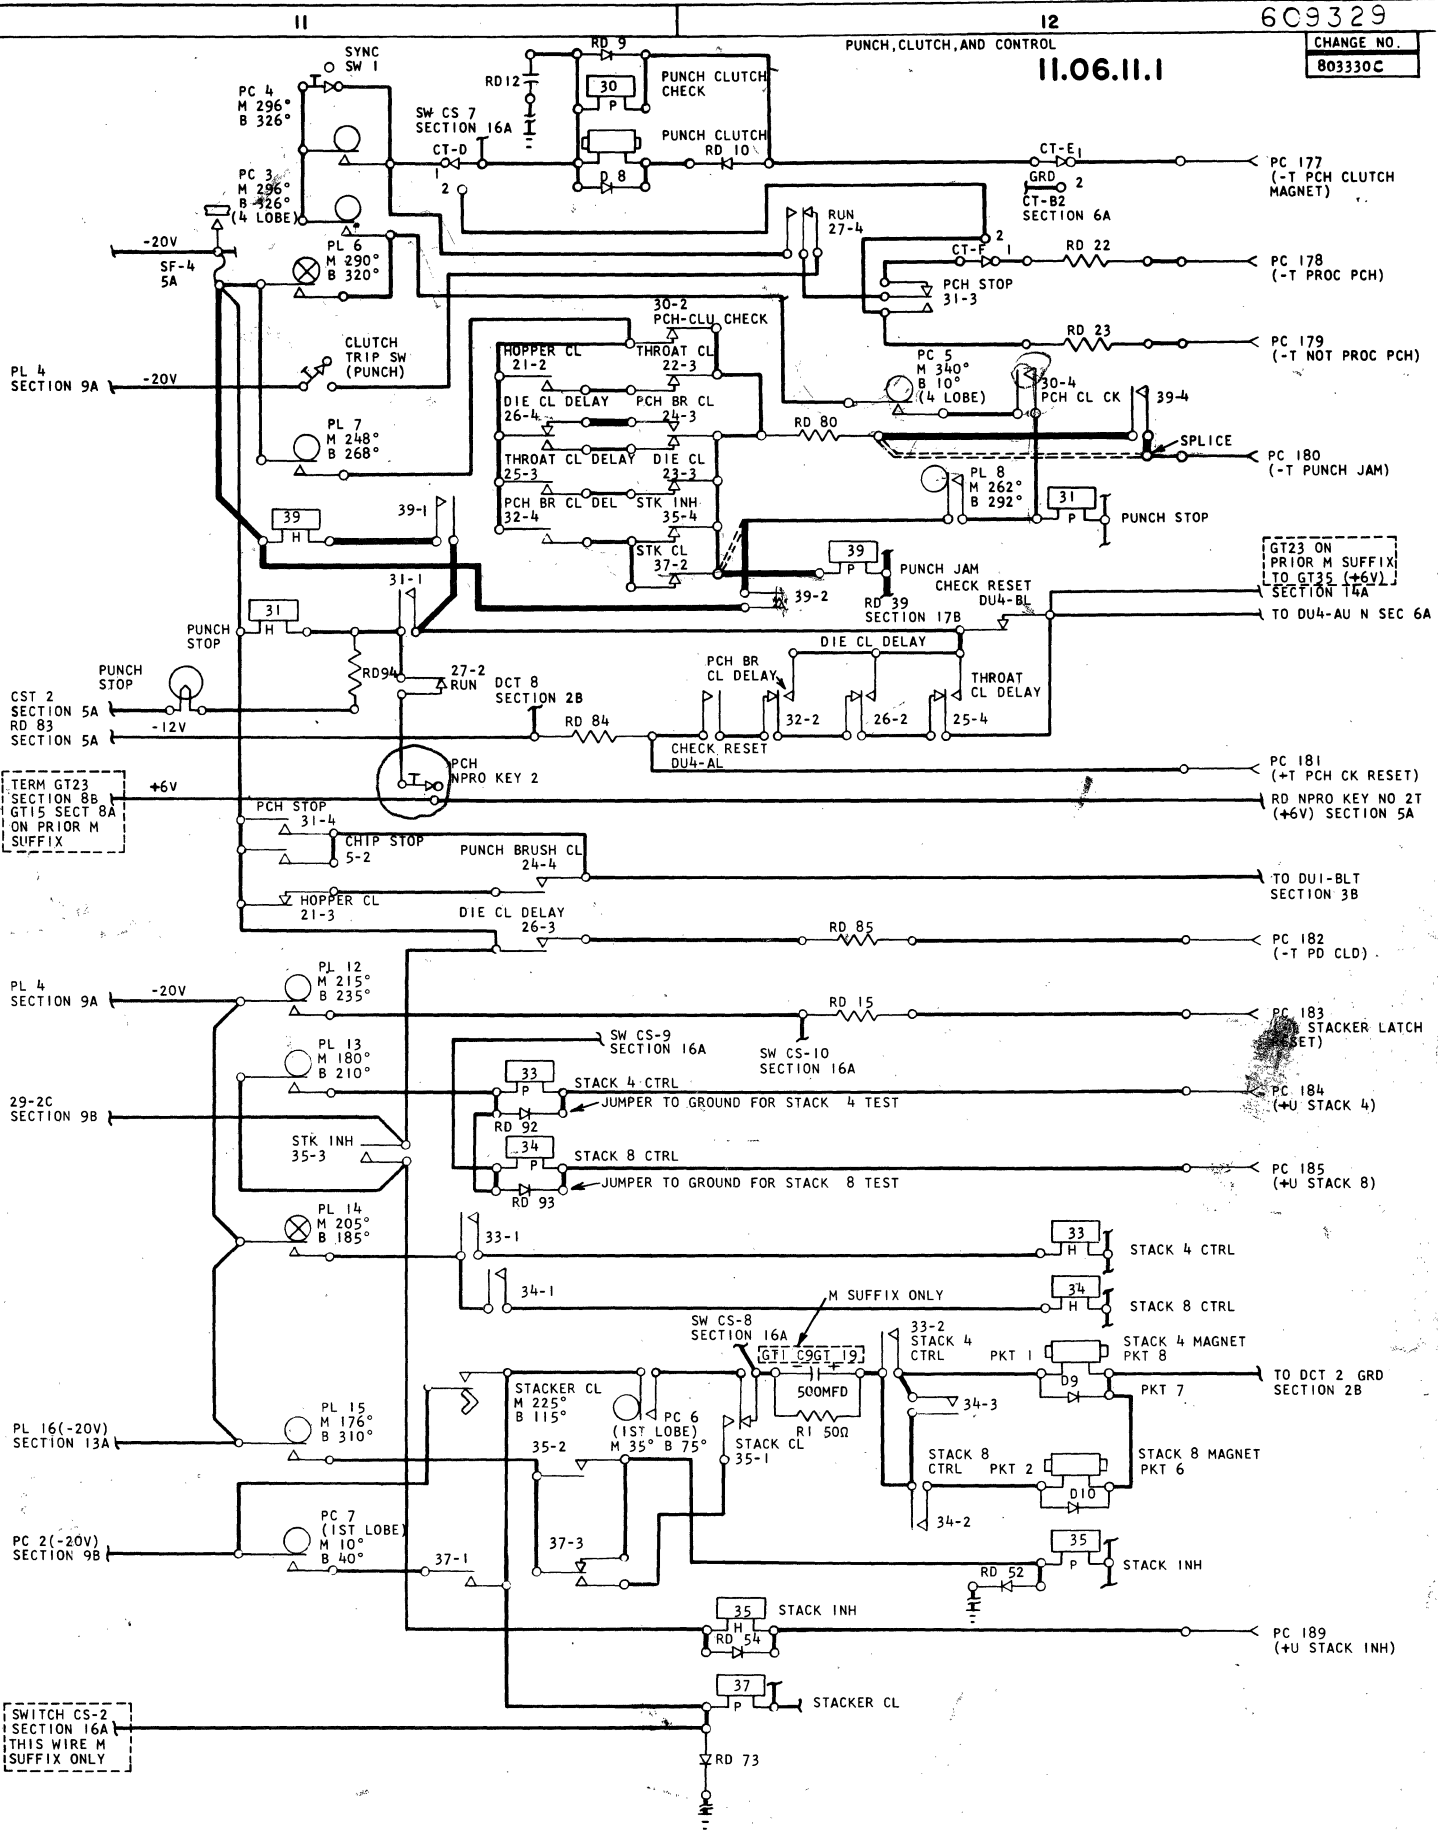 11
12
609329
PUNCH, CLUTCH, AND CONTROL
11.06.11.1
CHANGE NO.
803330C
SYNC
SW 1
PC 4
M 296°
B 326°
RD 9
RD12
30
P
PUNCH CLUTCH
CHECK
SW CS 7
SECTION 16A
CT-D
1
2
PUNCH CLUTCH
RD 10
D 8
CT-E
1
GRD
2
CT-B2
SECTION 6A
PC 177
(-T PCH CLUTCH
MAGNET)
PC 3
M 296°
B 326°
(4 LOBE)
-20V
SF-4
5A
PL 6
M 290°
B 320°
RUN
27-4
2
CT-F
1
RD 22
PC 178
(-T PROC PCH)
PCH STOP
31-3
RD 23
PC 179
(-T NOT PROC PCH)
CLUTCH
TRIP SW
(PUNCH)
PL 4
SECTION 9A
-20V
30-2
PCH-CLU CHECK
HOPPER CL
21-2
THROAT CL
22-3
DIE CL DELAY
26-4
PCH BR CL
24-3
THROAT CL DELAY
25-3
DIE CL
23-3
PCH BR CL DEL
32-4
STK INH
35-4
STK CL
37-2
PC 5
M 340°
B 10°
(4 LOBE)
30-4
PCH CL CK
39-4
RD 80
SPLICE
PC 180
(-T PUNCH JAM)
PL 7
M 248°
B 268°
PL 8
M 262°
B 292°
31
P
PUNCH STOP
39
H
39-1
39
P
PUNCH JAM
39-2
RD 39
SECTION 17B
CHECK RESET
DU4-BL
GT23 ON
PRIOR M SUFFIX
TO GT35 (+6V)
SECTION 14A
TO DU4-AU N SEC 6A
31-1
31
H
PUNCH
STOP
PUNCH
STOP
RD94
27-2
RUN
CST 2
SECTION 5A
RD 83
SECTION 5A
-12V
DCT 8
SECTION 2B
RD 84
DIE CL DELAY
PCH BR
CL DELAY
THROAT
CL DELAY
32-2
26-2
25-4
CHECK RESET
DU4-AL
PC 181
(+T PCH CK RESET)
PCH
NPRO KEY 2
TERM GT23
SECTION 8B
GT15 SECT 8A
ON PRIOR M
SUFFIX
+6V
RD NPRO KEY NO 2T
(+6V) SECTION 5A
PCH STOP
31-4
CHIP STOP
5-2
PUNCH BRUSH CL
24-4
TO DU1-BLT
SECTION 3B
HOPPER CL
21-3
DIE CL DELAY
26-3
RD 85
PC 182
(-T PD CLD)
PL 4
SECTION 9A
-20V
PL 12
M 215°
B 235°
RD 15
PC 183
STACKER LATCH
SW CS-9
SECTION 16A
SW CS-10
SECTION 16A
PL 13
M 180°
B 210°
33
P
STACK 4 CTRL
JUMPER TO GROUND FOR STACK 4 TEST
RD 92
PC 184
(+U STACK 4)
29-2C
SECTION 9B
STK INH
35-3
34
P
STACK 8 CTRL
JUMPER TO GROUND FOR STACK 8 TEST
RD 93
PC 185
(+U STACK 8)
PL 14
M 205°
B 185°
33-1
33
H
STACK 4 CTRL
34-1
34
H
STACK 8 CTRL
M SUFFIX ONLY
SW CS-8
SECTION 16A
GT1 C9GT 19
- +
500MFD
R1 50Ω
33-2
STACK 4
CTRL
PKT 1
STACK 4 MAGNET
PKT 8
D9
PKT 7
TO DCT 2 GRD
SECTION 2B
34-3
STACKER CL
M 225°
B 115°
PC 6
(1ST LOBE)
M 35° B 75°
STACK CL
35-1
PL 16(-20V)
SECTION 13A
PL 15
M 176°
B 310°
35-2
STACK 8
CTRL
PKT 2
STACK 8 MAGNET
PKT 6
D10
34-2
PC 2(-20V)
SECTION 9B
PC 7
(1ST LOBE)
M 10°
B 40°
37-1
37-3
35
P
STACK INH
RD 52
35
H
STACK INH
RD 54
PC 189
(+U STACK INH)
37
P
STACKER CL
SWITCH CS-2
SECTION 16A
THIS WIRE M
SUFFIX ONLY
RD 73